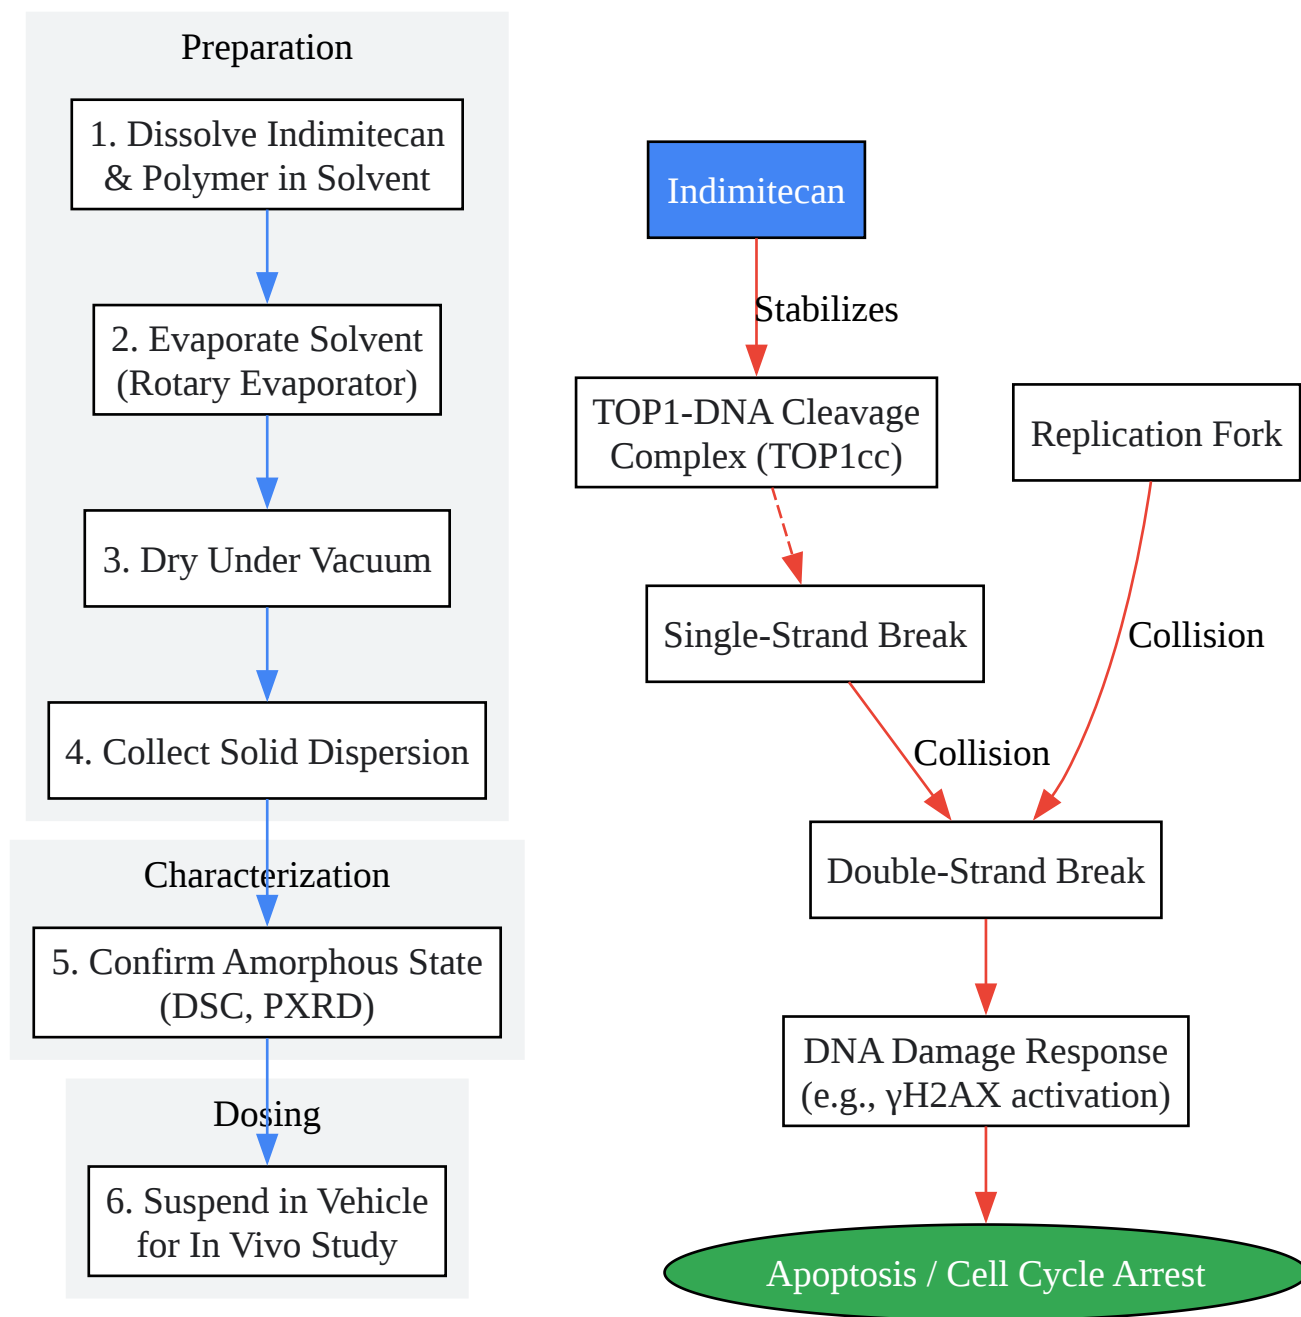 Preparation
1. Dissolve Indimitecan
& Polymer in Solvent
2. Evaporate Solvent
(Rotary Evaporator)
3. Dry Under Vacuum
4. Collect Solid Dispersion
Characterization
5. Confirm Amorphous State
(DSC, PXRD)
Dosing
6. Suspend in Vehicle
for In Vivo Study
Indimitecan
Stabilizes
TOP1-DNA Cleavage
Complex (TOP1cc)
Replication Fork
Single-Strand Break
Collision
Collision
Double-Strand Break
DNA Damage Response
(e.g., γH2AX activation)
Apoptosis / Cell Cycle Arrest